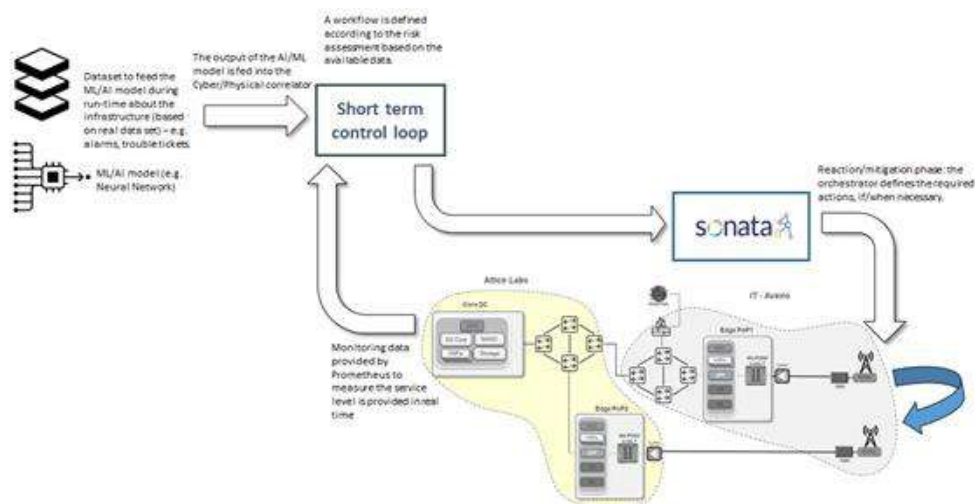 A workflow is defined
according to the risk
assessment based on the
available data.
The output of the AI/ML
model is fed into the
Cyber/Physical correlator
Dataset to feed the
ML/AI model during
run-time about the
infrastructure (based
on real data set) – e.g.
alarms, trouble tickets.
ML/AI model (e.g.
Neural Network)
Short term
control loop
Reaction/mitigation phase: the
orchestrator defines the required
actions, if/when necessary.
sonata
Monitoring data
provided by
Prometheus to
measure the service
level is provided in real
time
Attica Labs
Core DC
5G Core
Storage
IT - Aveiro
Edge PoP1
Edge PoP2